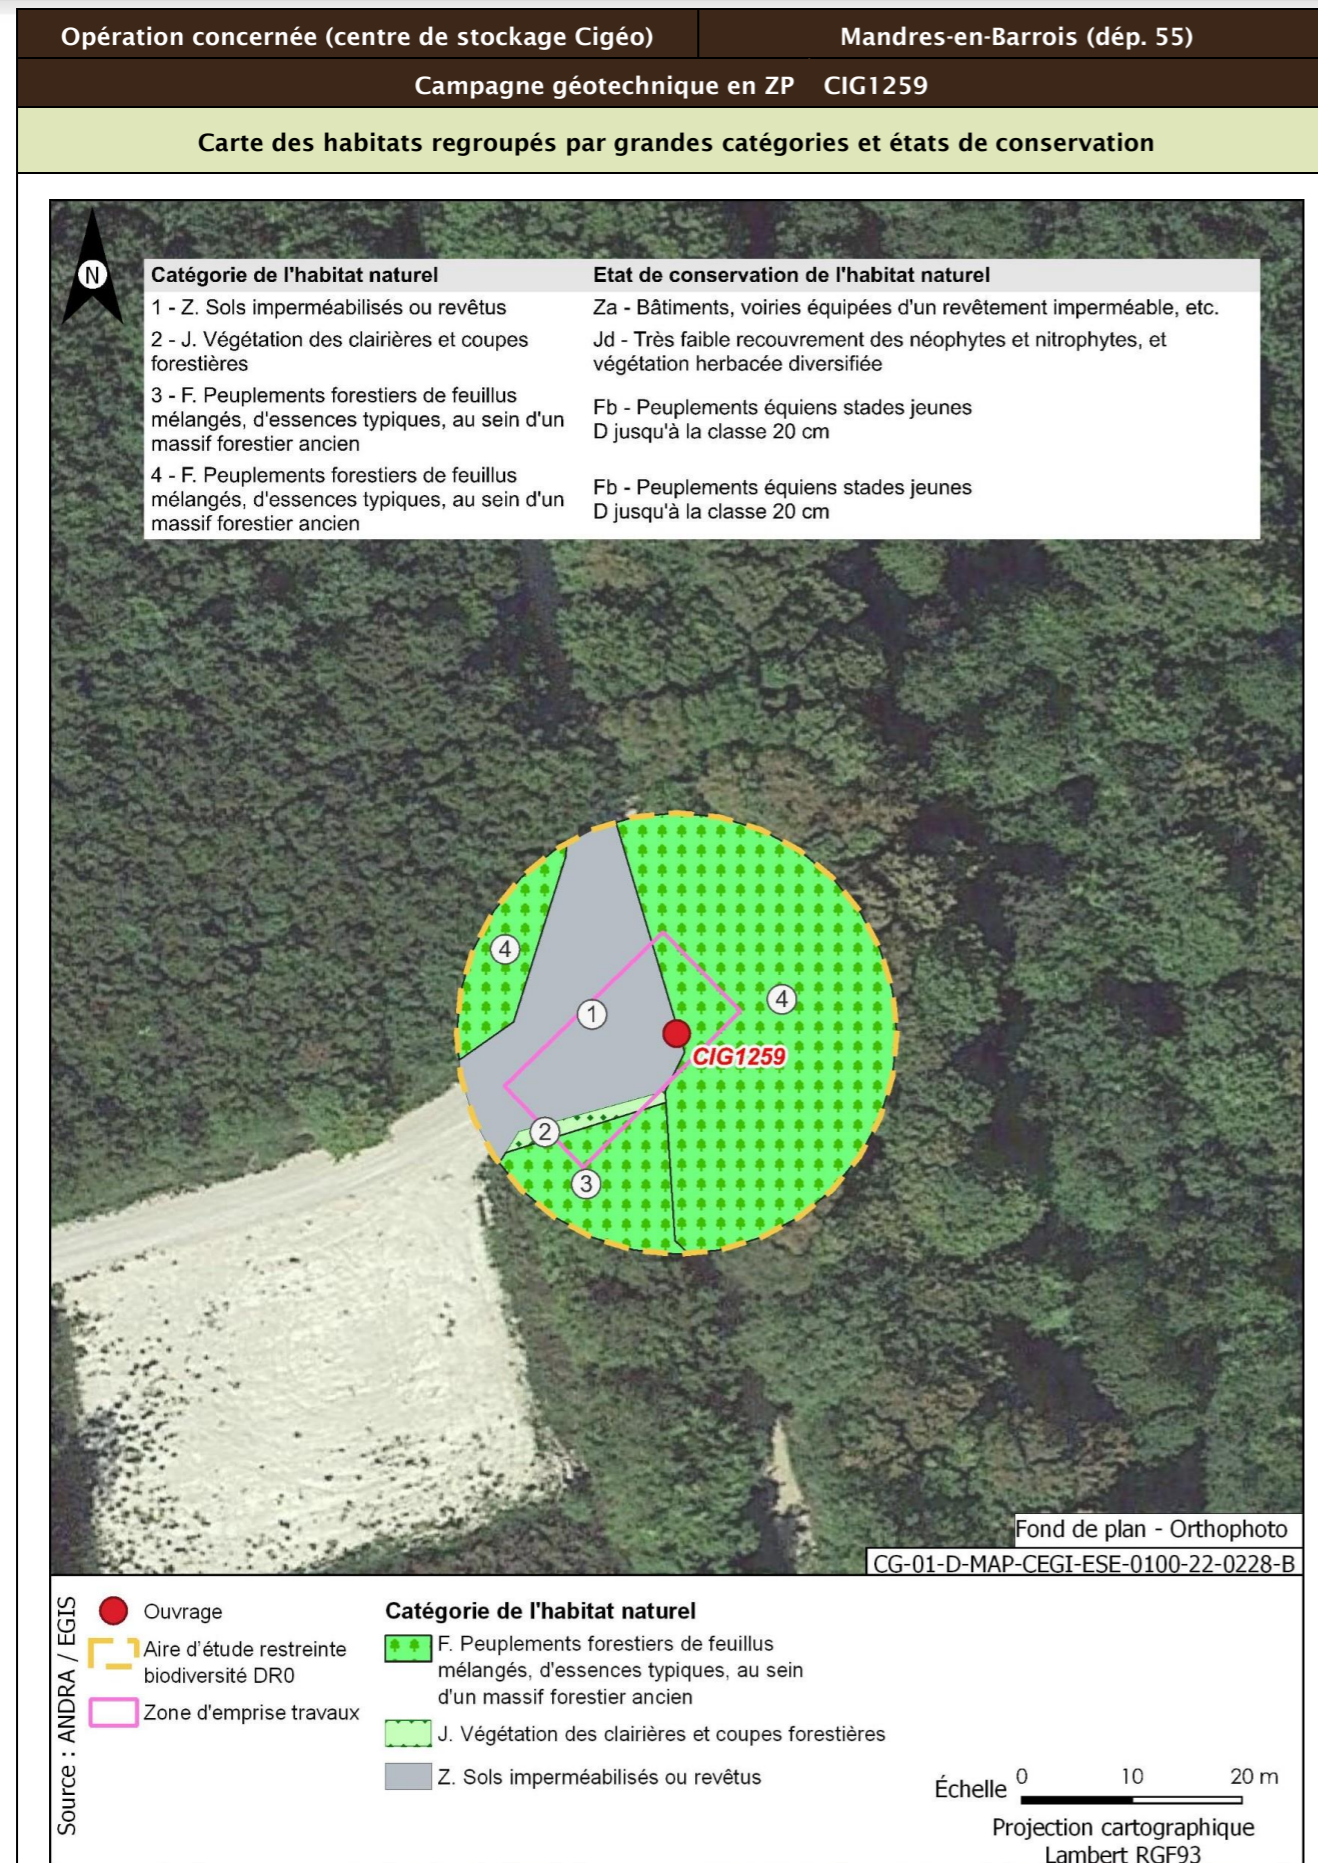 Opération concernée (centre de stockage Cigéo)
Mandres-en-Barrois (dép. 55)
Campagne géotechnique en ZP CIG1259
Carte des habitats regroupés par grandes catégories et états de conservation
N
Catégorie de l'habitat naturel
Etat de conservation de l'habitat naturel
1 - Z. Sols imperméabilisés ou revêtus
Za - Bâtiments, voiries équipées d'un revêtement imperméable, etc.
2 - J. Végétation des clairières et coupes
forestières
Jd - Très faible recouvrement des néophytes et nitrophytes, et
végétation herbacée diversifiée
3 - F. Peuplements forestiers de feuillus
mélangés, d'essences typiques, au sein d'un
massif forestier ancien
Fb - Peuplements équiens stades jeunes
D jusqu'à la classe 20 cm
4 - F. Peuplements forestiers de feuillus
mélangés, d'essences typiques, au sein d'un
massif forestier ancien
Fb - Peuplements équiens stades jeunes
D jusqu'à la classe 20 cm
4
4
1
CIG1259
2
3
Fond de plan - Orthophoto
CG-01-D-MAP-CEGI-ESE-0100-22-0228-B
Source : ANDRA / EGIS
Ouvrage
Aire d'étude restreinte
biodiversité DR0
Zone d'emprise travaux
Catégorie de l'habitat naturel
F. Peuplements forestiers de feuillus
mélangés, d'essences typiques, au sein
d'un massif forestier ancien
J. Végétation des clairières et coupes forestières
Z. Sols imperméabilisés ou revêtus
Échelle 0 10 20 m
Projection cartographique
Lambert RGF93